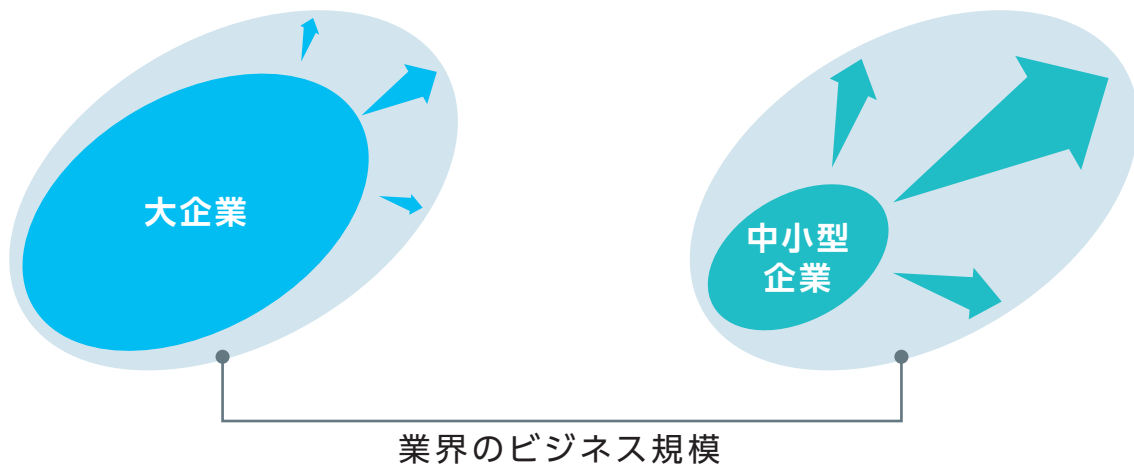 大企業
中小型
企業
業界のビジネス規模